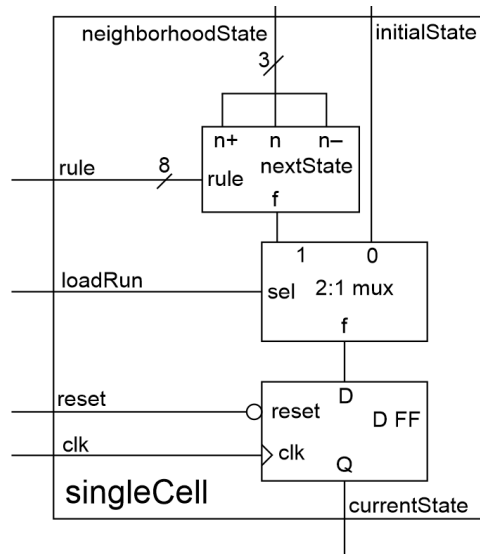 neighborhoodState
initialState
3
n+ n n–
rule
8
rule
nextState
f
1 0
loadRun
sel
2:1 mux
f
reset
reset
D
D FF
clk
clk
Q
singleCell
currentState